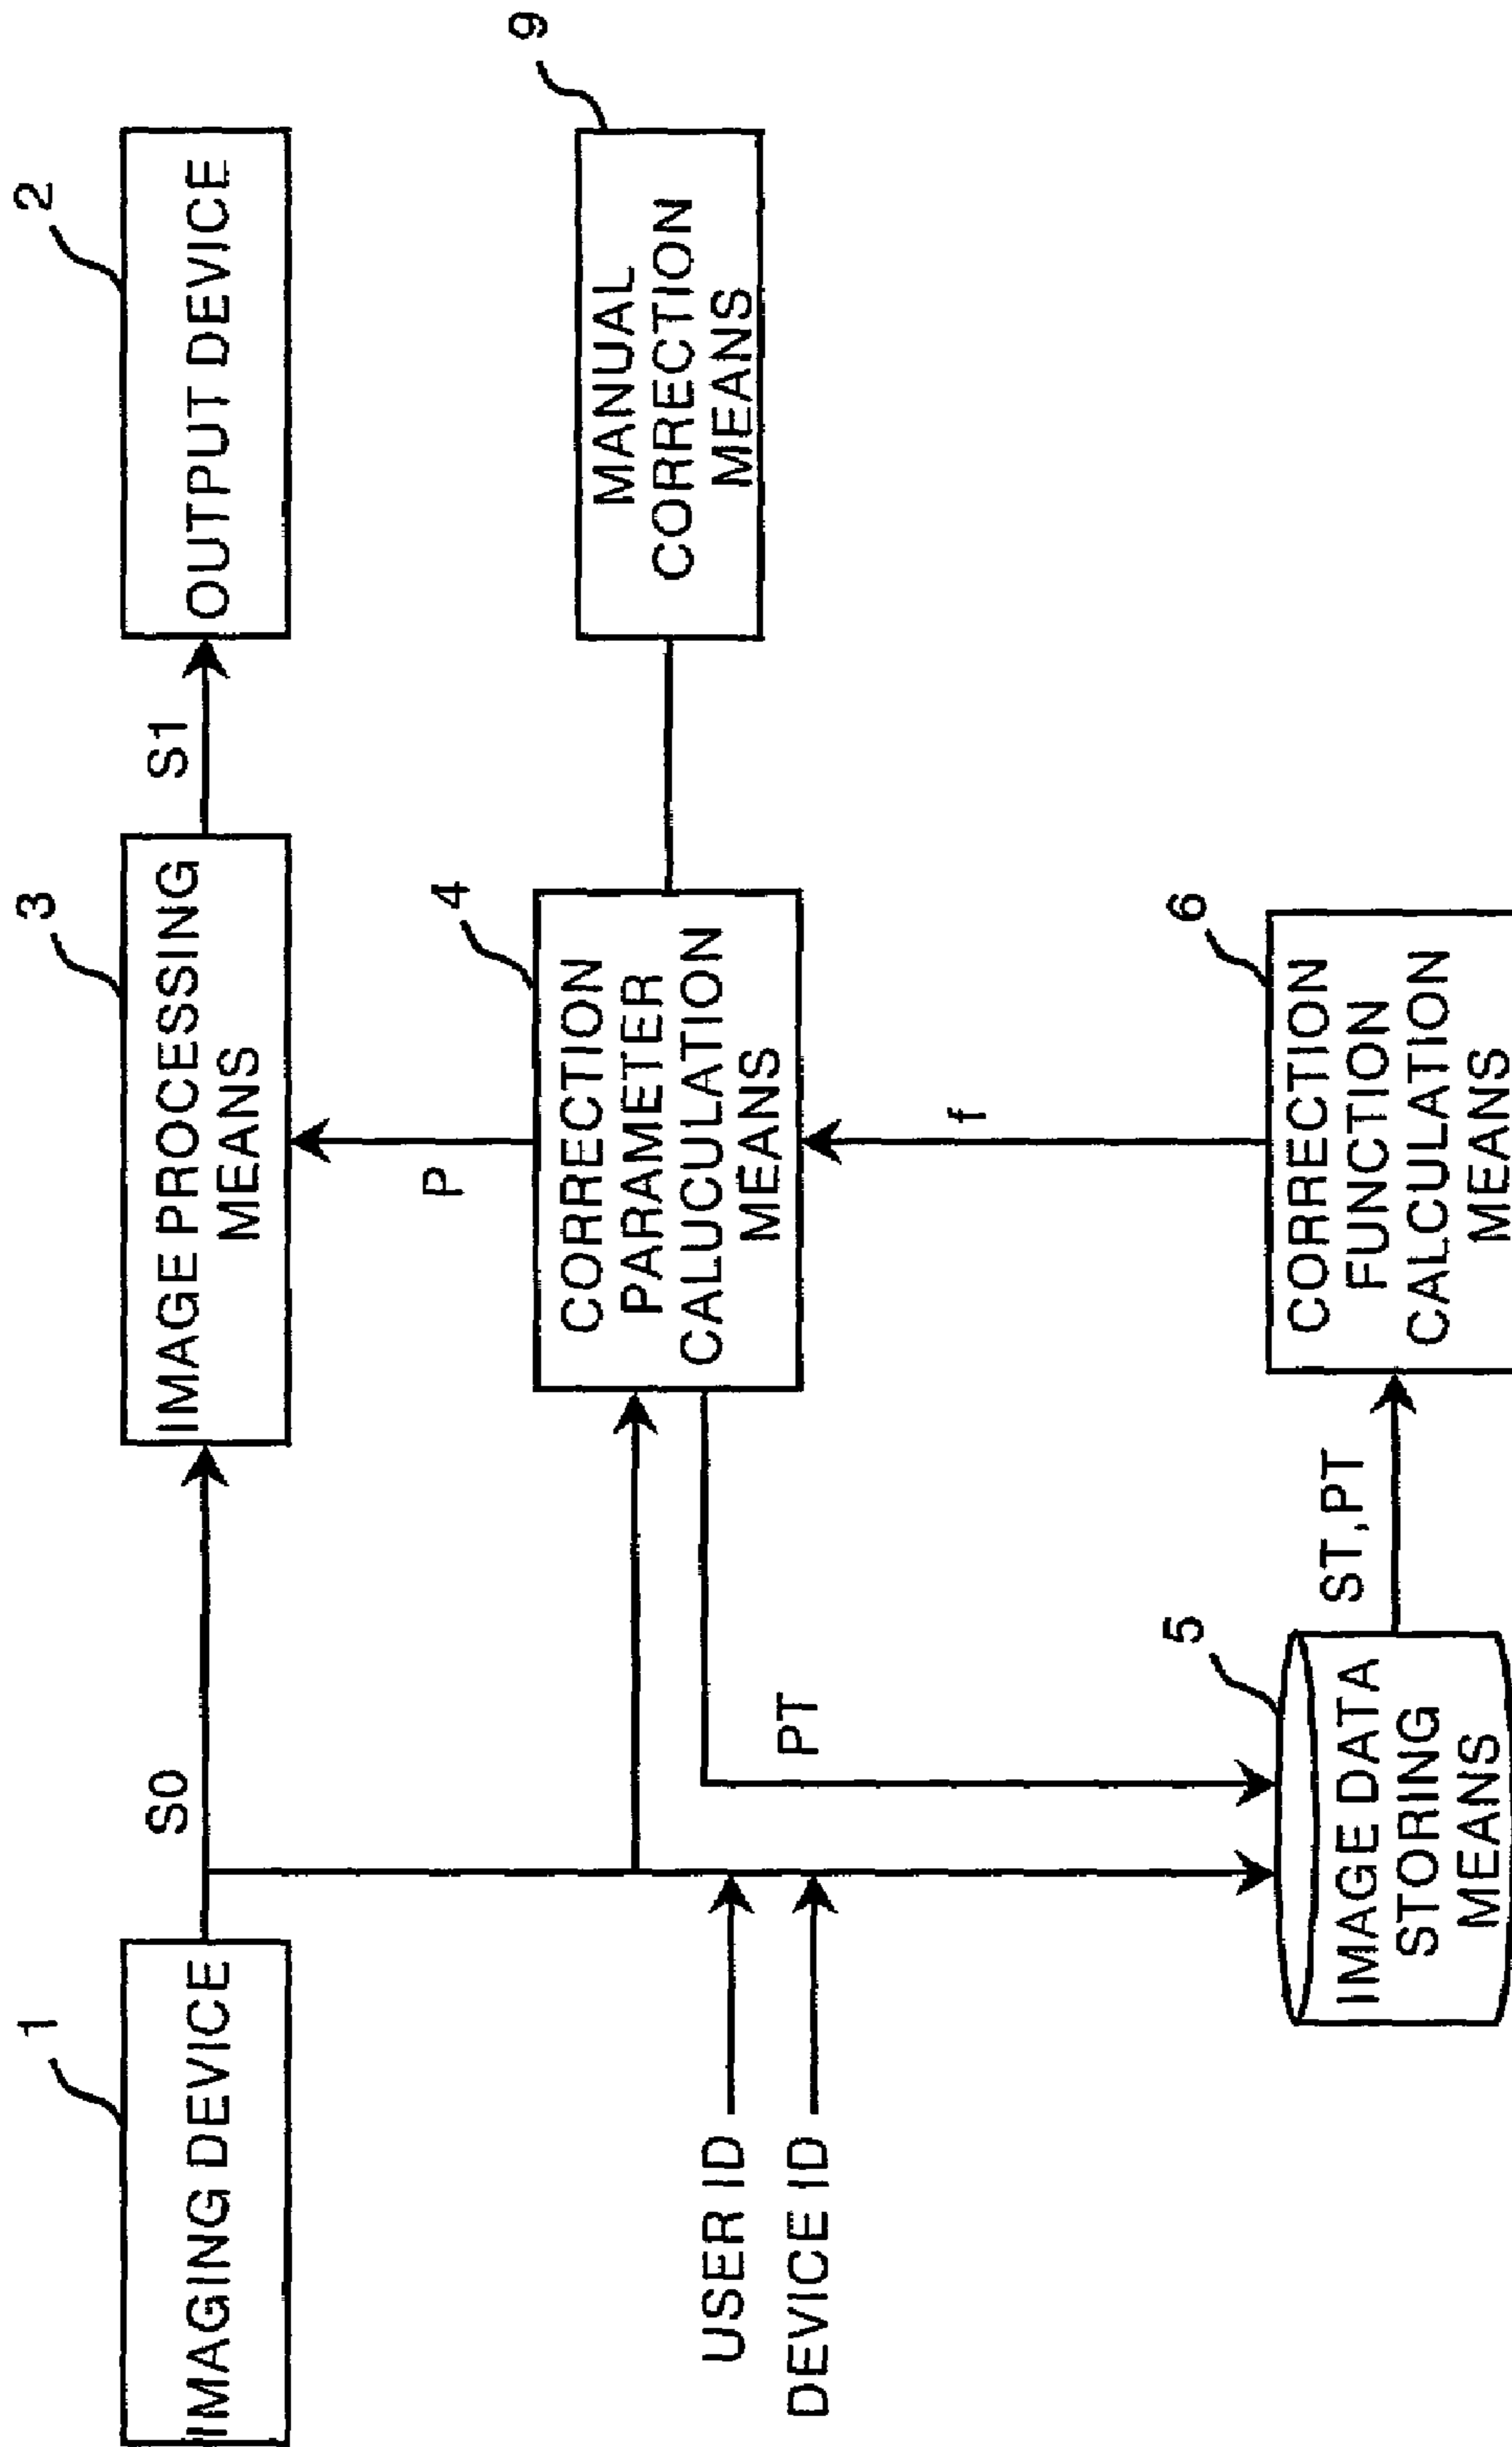 1
IMAGING DEVICE
S0
3
IMAGE PROCESSING
MEANS
S1
2
OUTPUT DEVICE
P
4
CORRECTION
PARAMETER
CALUCULATION
MEANS
9
MANUAL
CORRECTION
MEANS
USER ID
DEVICE ID
PT
f
5
IMAGE DATA
STORING
MEANS
ST,PT
6
CORRECTION
FUNCTION
CALCULATION
MEANS